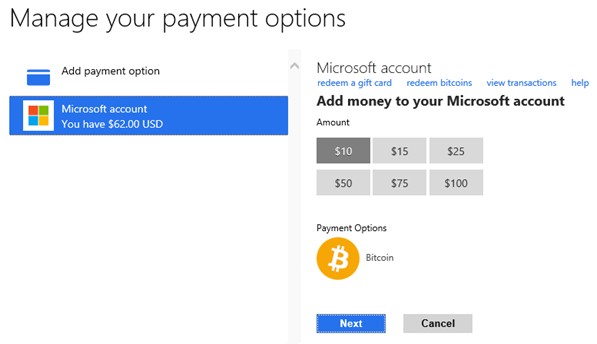 Manage your payment options
Add payment option
Microsoft account
You have $62.00 USD
Microsoft account
redeem a gift card redeem bitcoins view transactions help
Add money to your Microsoft account
Amount
$10 $15 $25
$50 $75 $100
Payment Options
Bitcoin
Next Cancel